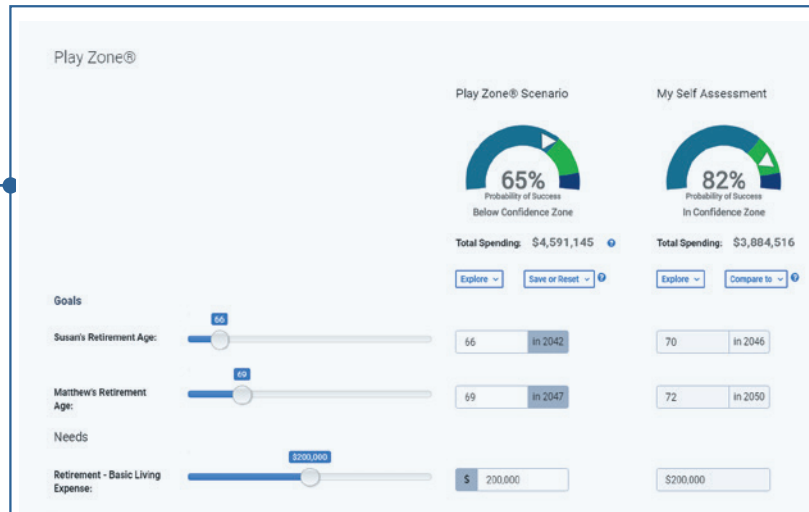 Play Zone®
Play Zone® Scenario
My Self Assessment
65%
Probability of Success
Below Confidence Zone
82%
Probability of Success
In Confidence Zone
Total Spending: $4,591,145 ?
Total Spending: $3,884,516
Explore
Save or Reset ?
Explore
Compare to ?
Goals
66
Susan's Retirement Age:
66 in 2042
70 in 2046
69
Matthew's Retirement
Age:
69 in 2047
72 in 2050
Needs
$200,000
Retirement - Basic Living
Expense:
$ 200,000
$200,000